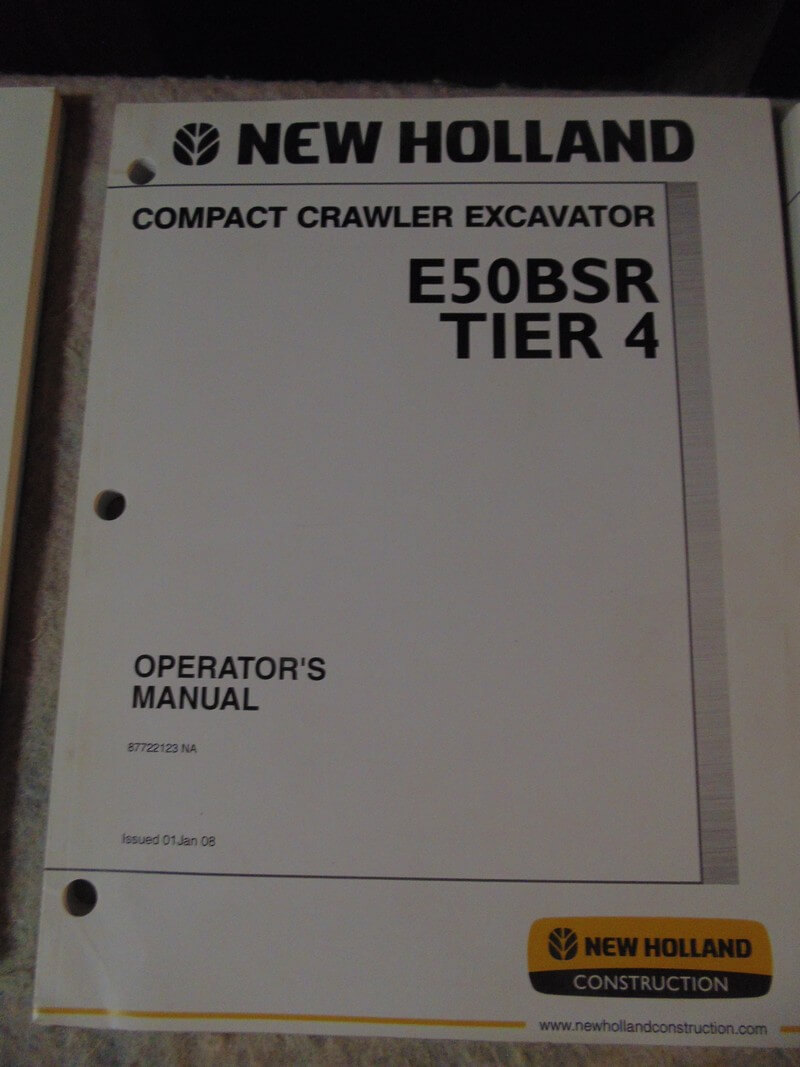 NEW HOLLAND
COMPACT CRAWLER EXCAVATOR
E50BSR
TIER 4
OPERATOR'S
MANUAL
87722123 NA
Issued 01Jan 08
NEW HOLLAND
CONSTRUCTION
www.newhollandconstruction.com